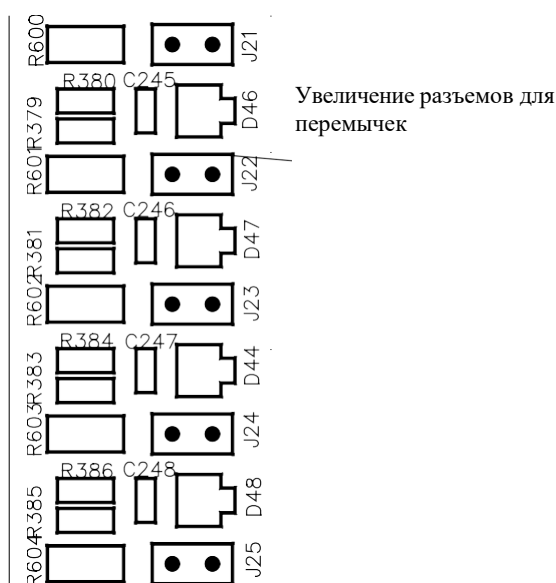 R600
J21
R380 C245
R379
D46
Увеличение разъемов для
перемычек
R601
J22
R382 C246
R381
D47
R602
J23
R384 C247
R383
D44
R603
J24
R386 C248
R385
D48
R604
J25